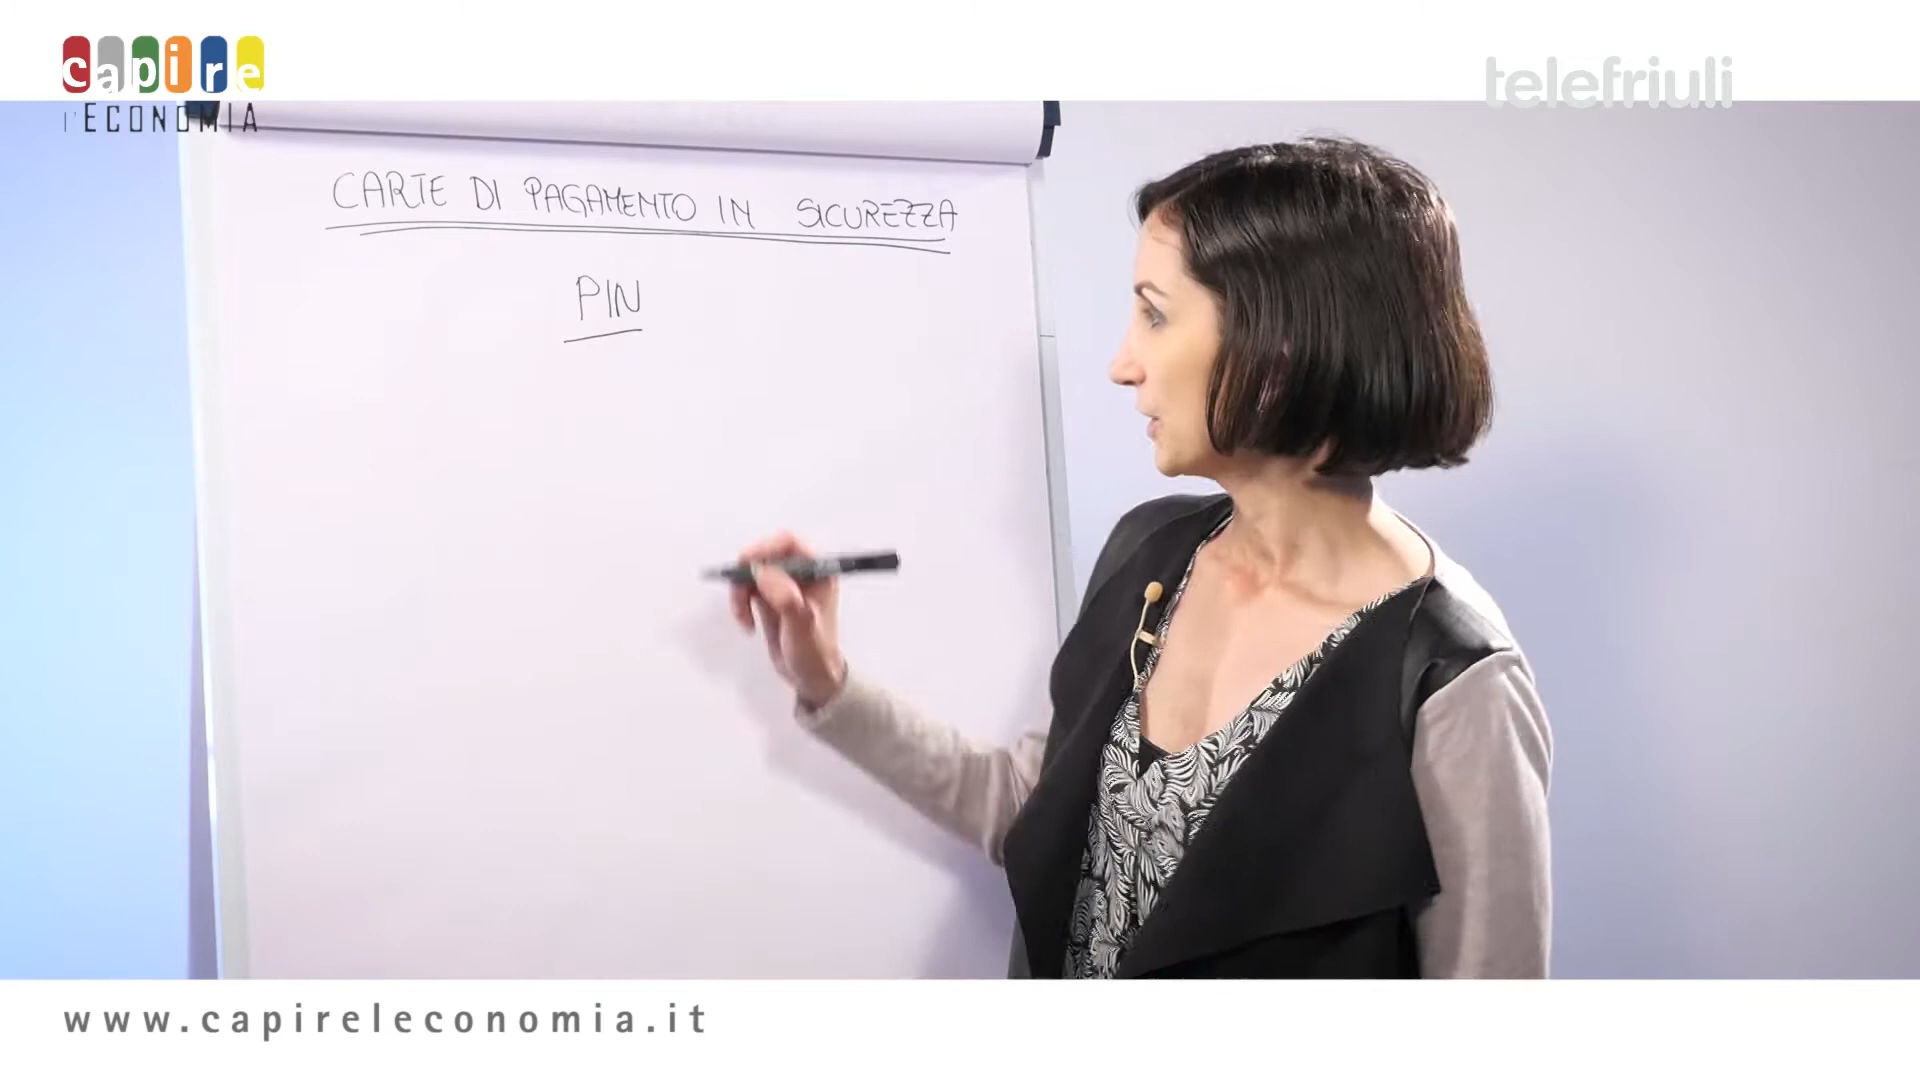 capire
l'ECONOMIA
telefriuli
CARTE DI PAGAMENTO IN SICUREZZA
PIN
www.capireleconomia.it